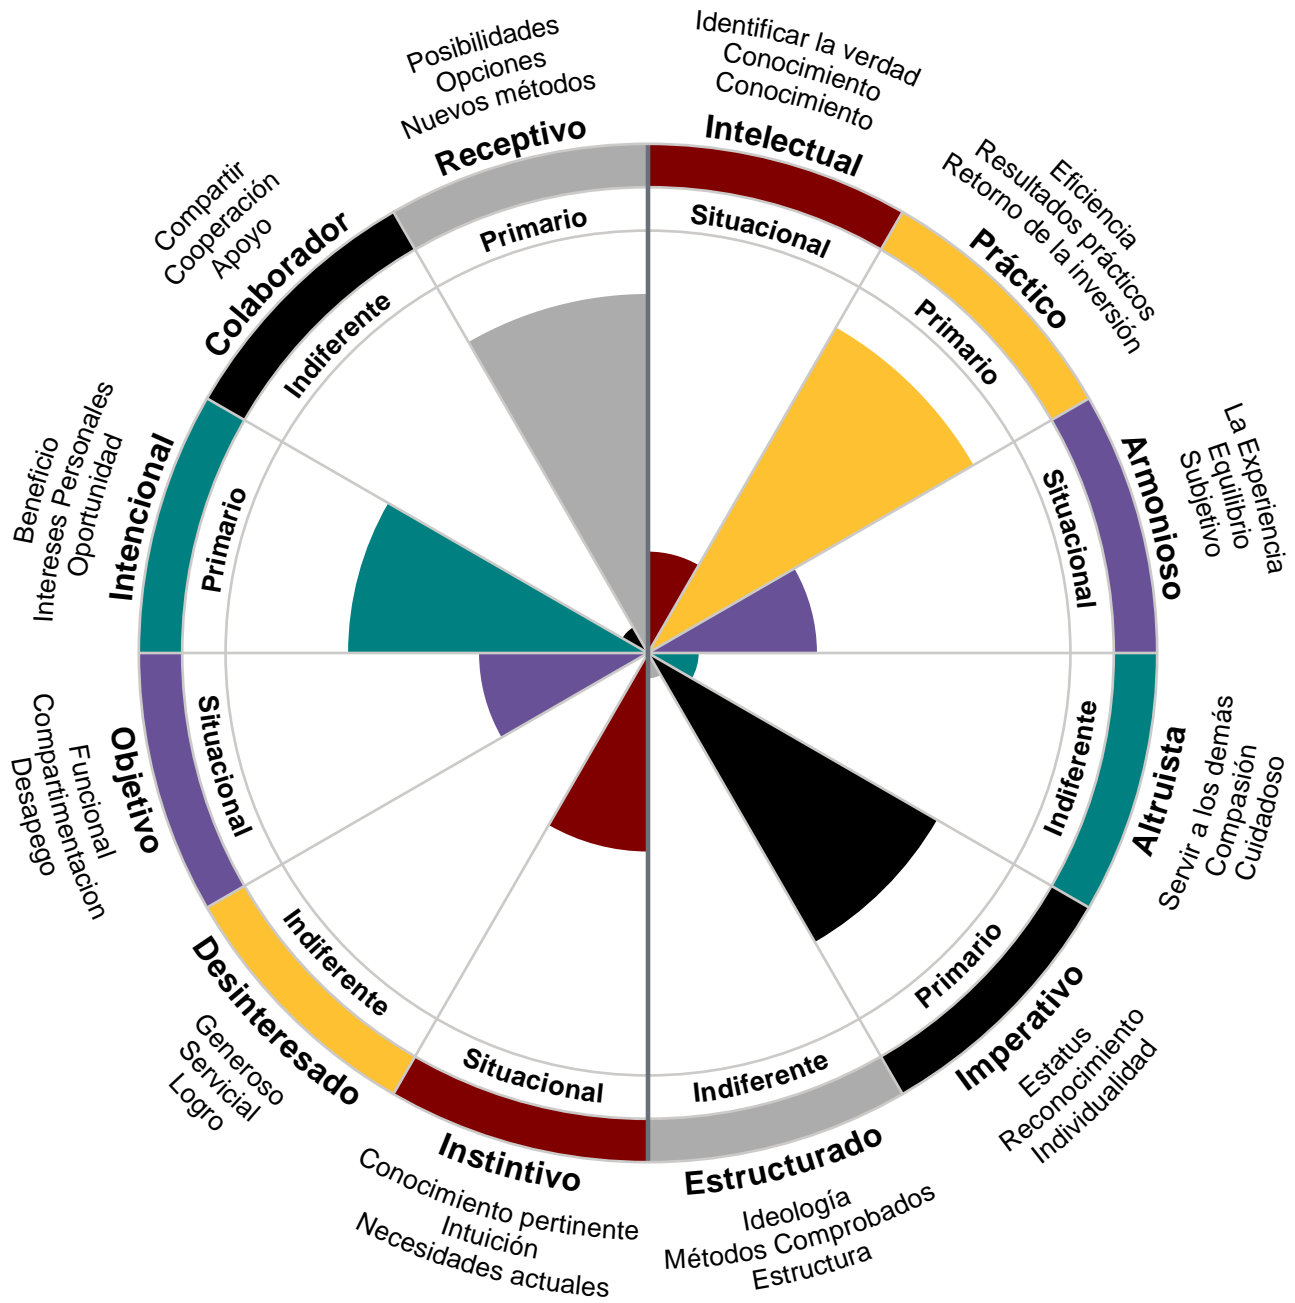 Identificar la verdad
Conocimiento
Conocimiento
Intelectual
Situacional
Eficiencia
Resultados prácticos
Retorno de la inversión
Práctico
Primario
La Experiencia
Equilibrio
Subjetivo
Armonioso
Situacional
Altruista
Indiferente
Servir a los demás
Compasión
Cuidadoso
Imperativo
Primario
Estatus
Reconocimiento
Individualidad
Indiferente
Estructurado
Ideología
Métodos Comprobados
Estructura
Situacional
Instintivo
Conocimiento pertinente
Intuición
Necesidades actuales
Indiferente
Desinteresado
Generoso
Servicial
Logro
Situacional
Objetivo
Funcional
Compartimentacion
Desapego
Beneficio
Intereses Personales
Oportunidad
Intencional
Primario
Compartir
Cooperación
Apoyo
Colaborador
Indiferente
Posibilidades
Opciones
Nuevos métodos
Receptivo
Primario